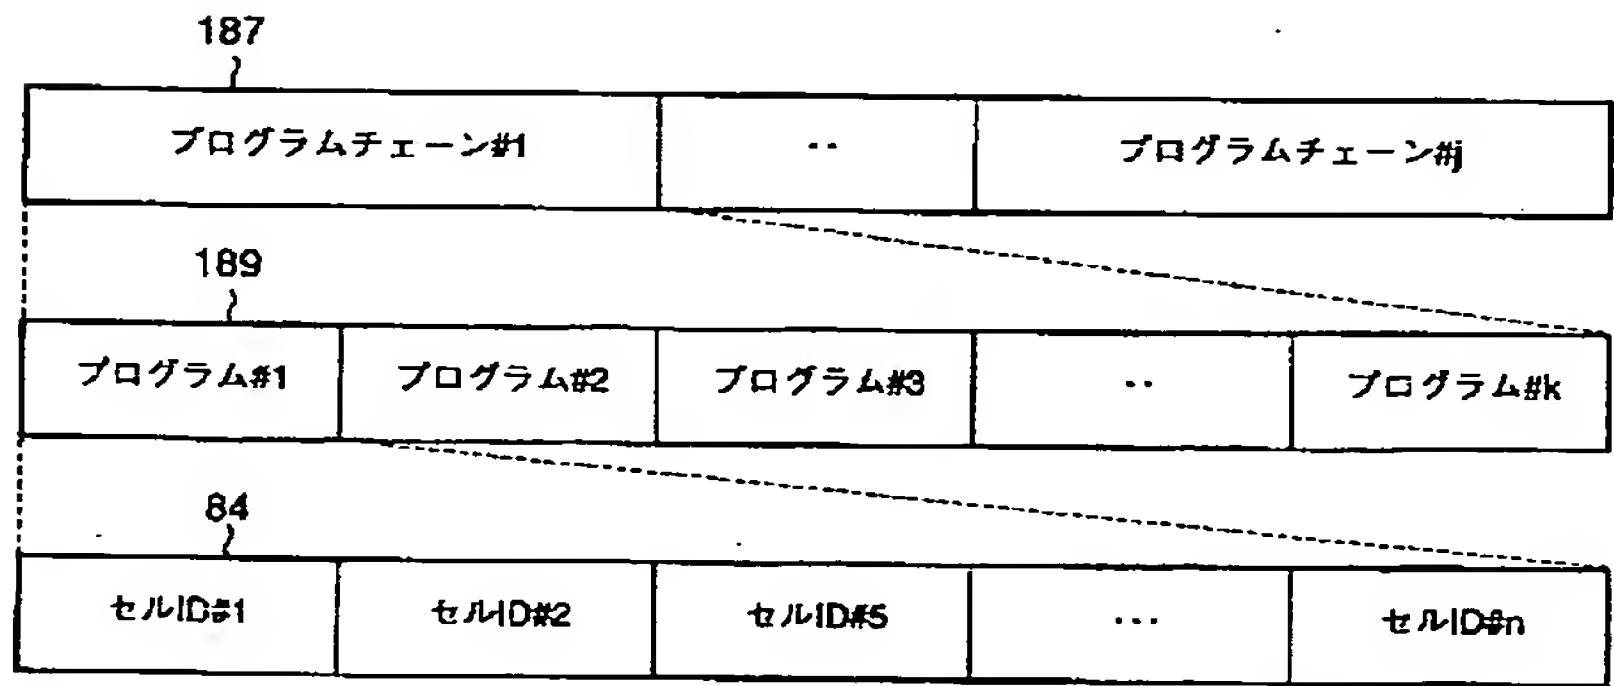 187
プログラムチェーン#1 ‥ プログラムチェーン#j
189
プログラム#1 プログラム#2 プログラム#3 ‥ プログラム#k
84
セルID#1 セルID#2 セルID#5 ... セルID#n